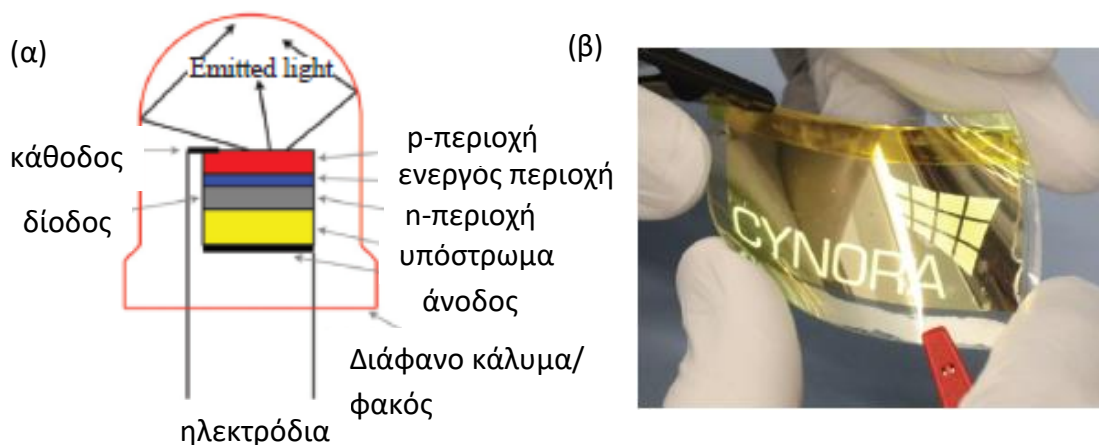 (α)
Emitted light
κάθοδος
δίοδος
p-περιοχή
ενεργός περιοχή
n-περιοχή
υπόστρωμα
άνοδος
Διάφανο κάλυμα/
φακός
ηλεκτρόδια
(β)
CYNORA